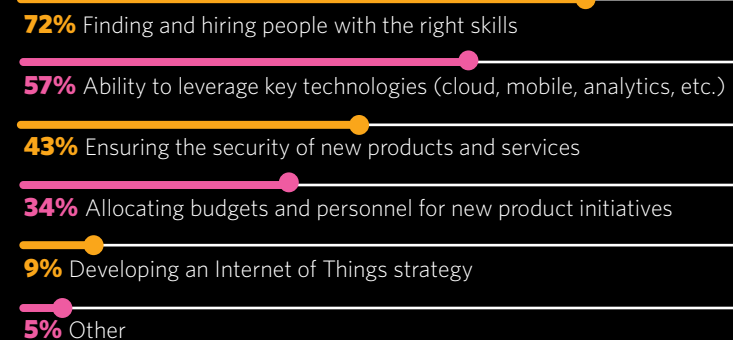 72% Finding and hiring people with the right skills
57% Ability to leverage key technologies (cloud, mobile, analytics, etc.)
43% Ensuring the security of new products and services
34% Allocating budgets and personnel for new product initiatives
9% Developing an Internet of Things strategy
5% Other